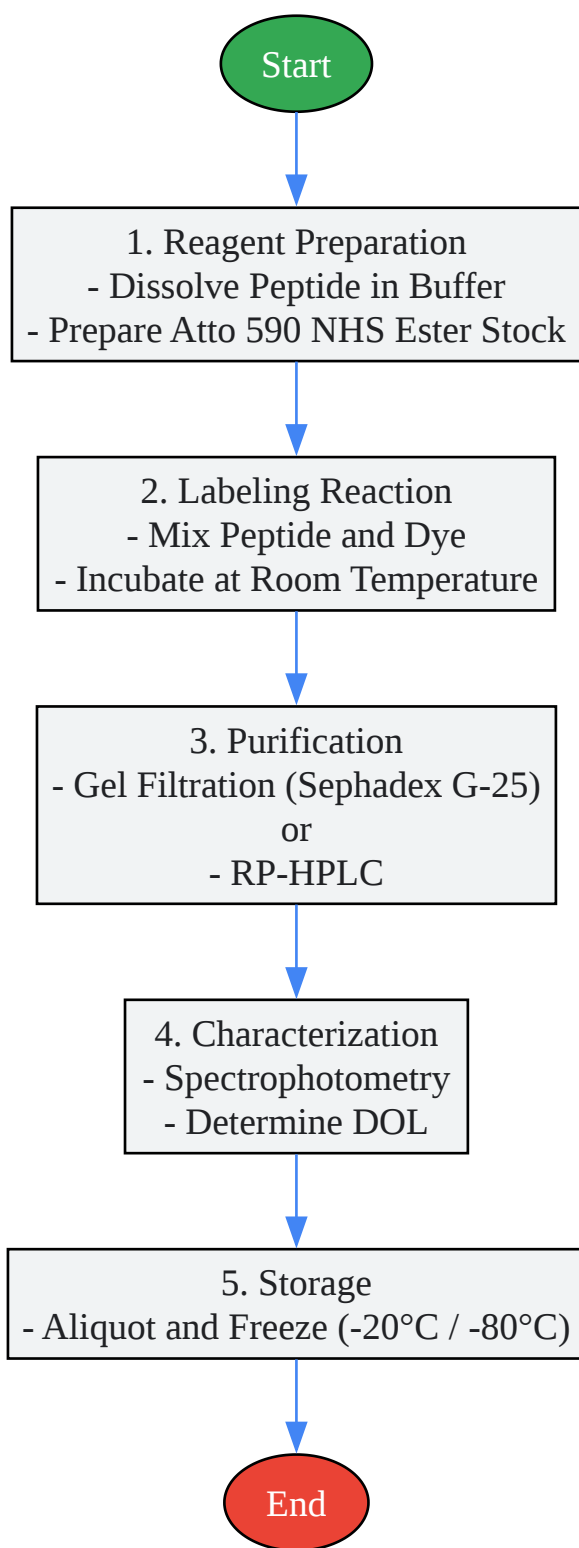 Start
1. Reagent Preparation
- Dissolve Peptide in Buffer
- Prepare Atto 590 NHS Ester Stock
2. Labeling Reaction
- Mix Peptide and Dye
- Incubate at Room Temperature
3. Purification
- Gel Filtration (Sephadex G-25)
or
- RP-HPLC
4. Characterization
- Spectrophotometry
- Determine DOL
5. Storage
- Aliquot and Freeze (-20°C / -80°C)
End